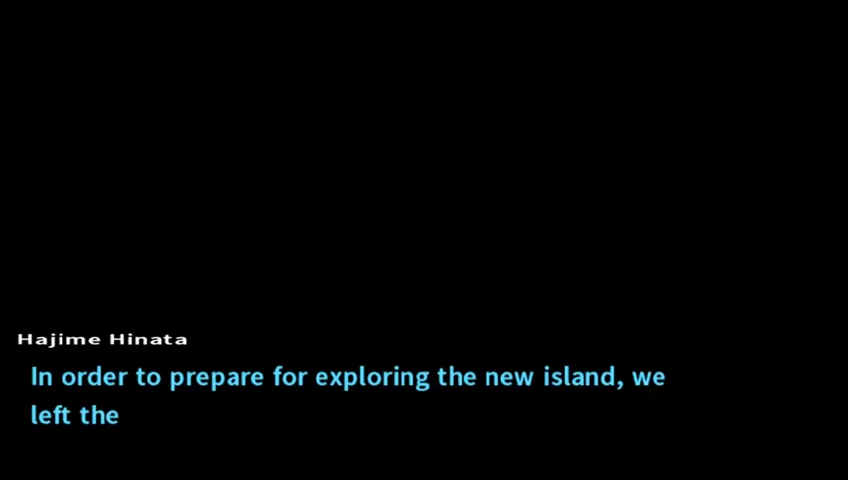 Hajime Hinata
In order to prepare for exploring the new island, we
left the